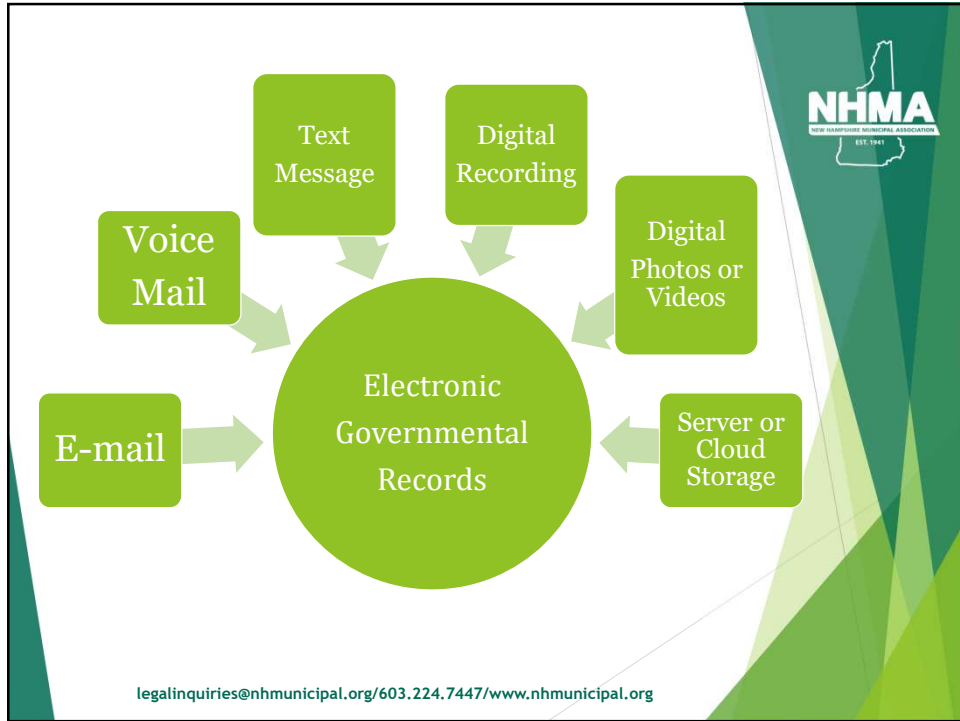 Text
Message
Digital
Recording
Voice
Mail
Digital
Photos or
Videos
E-mail
Server or
Cloud
Storage
Electronic
Governmental
Records
NHMA
NEW HAMPSHIRE MUNICIPAL ASSOCIATION
EST. 1941
legalinquiries@nhmunicipal.org/603.224.7447/www.nhmunicipal.org